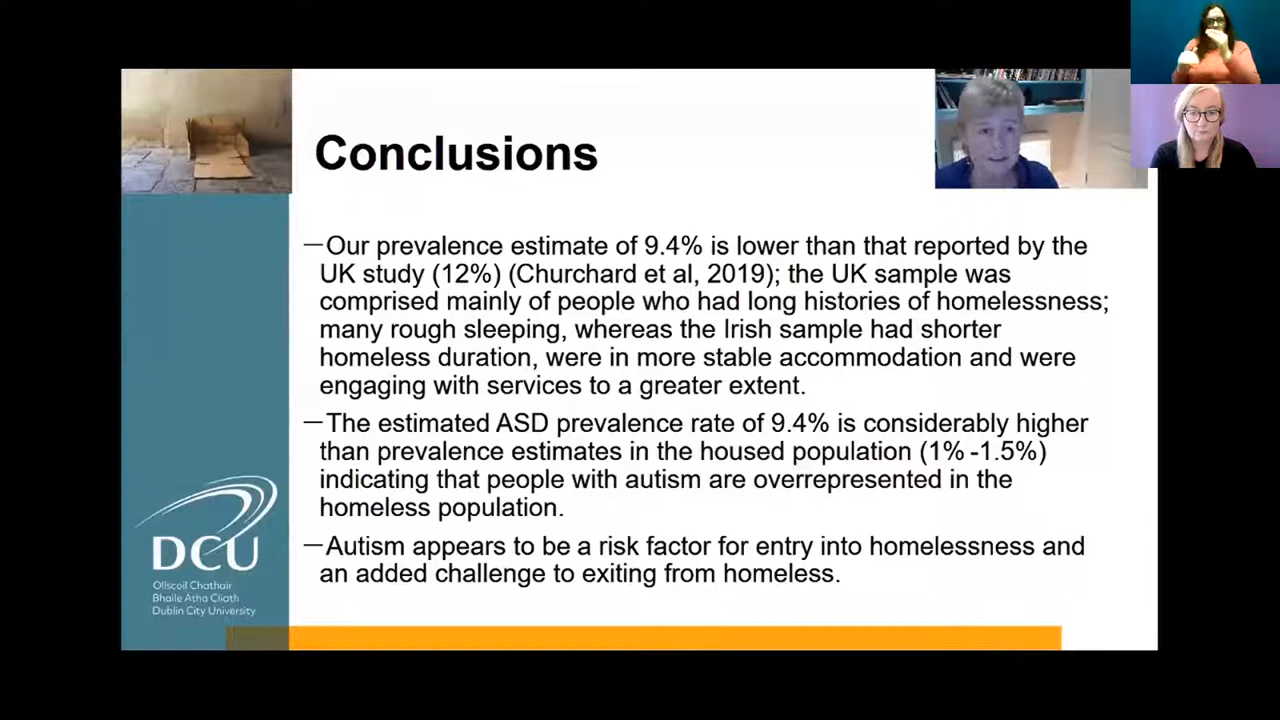 Conclusions
—Our prevalence estimate of 9.4% is lower than that reported by the
UK study (12%) (Churchard et al, 2019); the UK sample was
comprised mainly of people who had long histories of homelessness;
many rough sleeping, whereas the Irish sample had shorter
homeless duration, were in more stable accommodation and were
engaging with services to a greater extent.
—The estimated ASD prevalence rate of 9.4% is considerably higher
than prevalence estimates in the housed population (1% -1.5%)
indicating that people with autism are overrepresented in the
homeless population.
—Autism appears to be a risk factor for entry into homelessness and
an added challenge to exiting from homeless.
DCU
Ollscoil Chathair
Bhaile Átha Cliath
Dublin City University